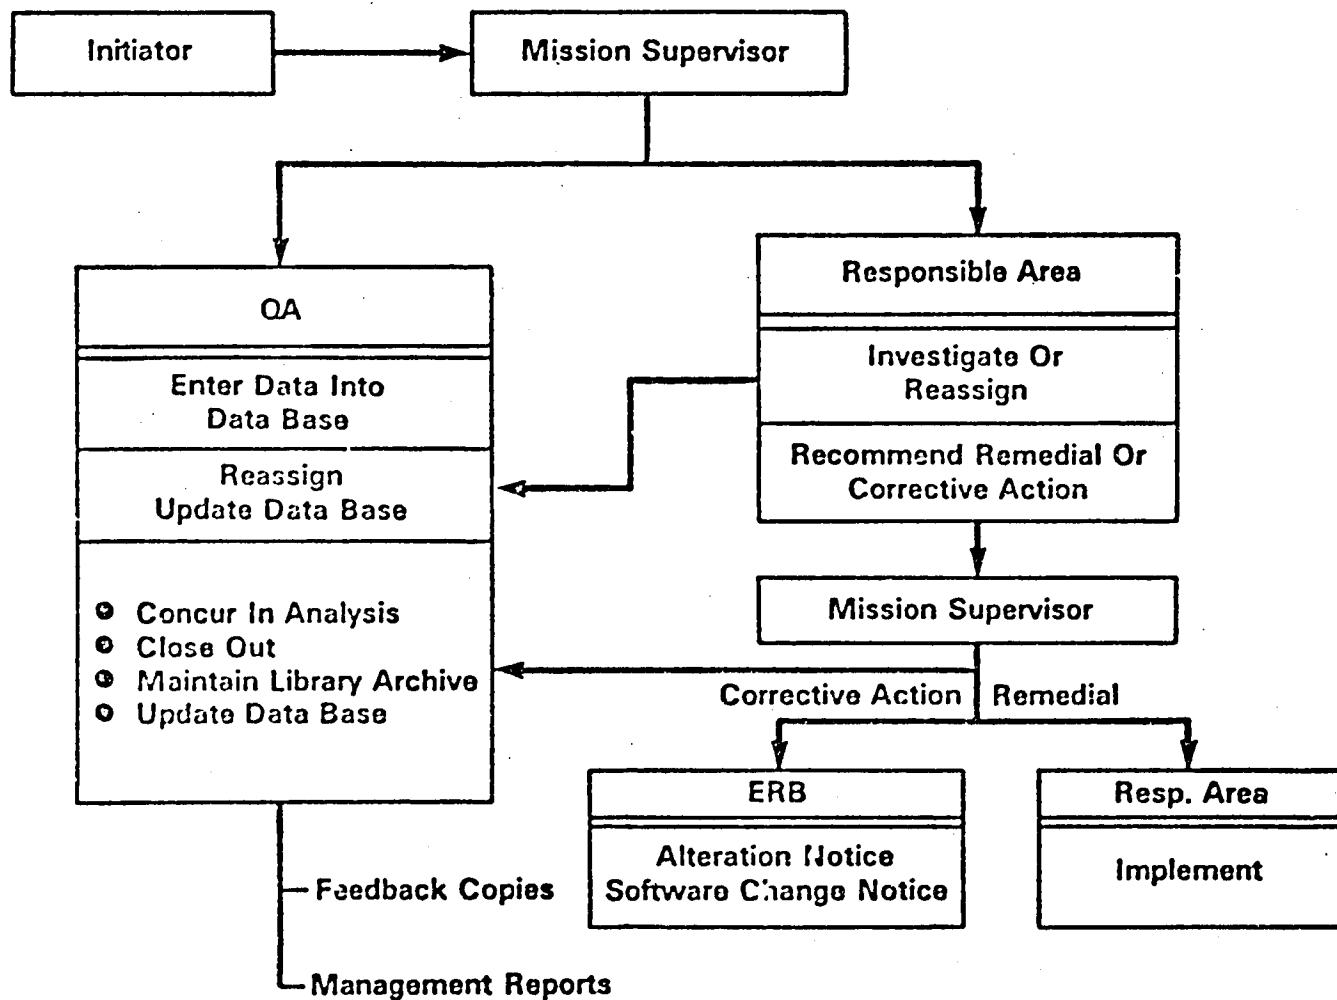 Initiator
Mission Supervisor
Responsible Area
Investigate Or
Reassign
Recommend Remedial Or
Corrective Action
QA
Enter Data Into
Data Base
Reassign
Update Data Base
Concur In Analysis
Close Out
Maintain Library Archive
Update Data Base
Mission Supervisor
Corrective Action
Remedial
ERB
Alteration Notice
Software Change Notice
Resp. Area
Implement
Feedback Copies
Management Reports